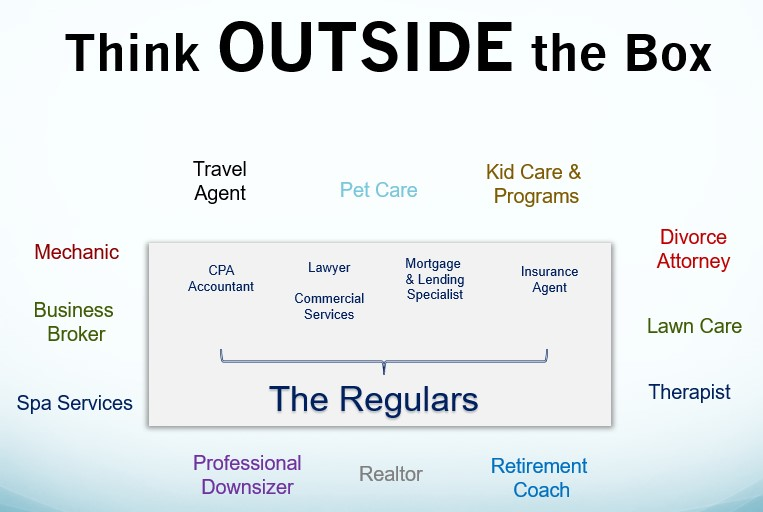 Think OUTSIDE the Box
Travel
Agent
Pet Care
Kid Care &
Programs
Mechanic
Divorce
Attorney
CPA
Accountant
Lawyer
Commercial
Services
Mortgage
& Lending
Specialist
Insurance
Agent
Business
Broker
Lawn Care
The Regulars
Spa Services
Therapist
Professional
Downsizer
Realtor
Retirement
Coach